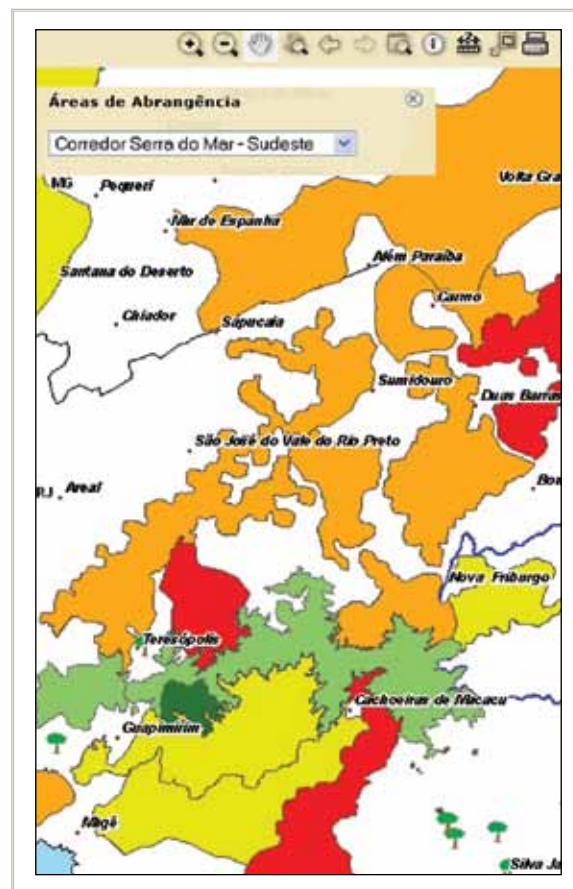 Áreas de Abrangência
Corredor Serra do Mar - Sudeste
MG
Pequeri
Volta Gra
Mar de Espanha
Além Paraíba
Santana do Deserto
Chiador
Sapucaia
Carmo
Sumidouro
Duas Barras
São José do Vale do Rio Preto
RJ
Areal
Bo
Nova Friburgo
Teresópolis
Cachoeiras de Macacu
Guapimirim
Magé
Silva Ja